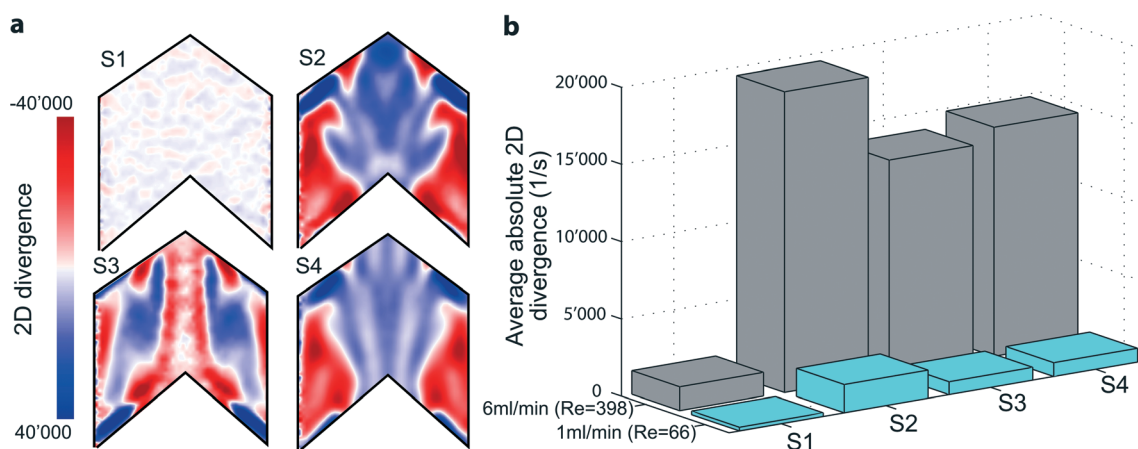 a
S1
S2
-40’000
2D divergence
40’000
S3
S4
b
Average absolute 2D
divergence (1/s)
20’000
15’000
10’000
5’000
0
6ml/min (Re=398)
1ml/min (Re=66)
S1
S2
S3
S4